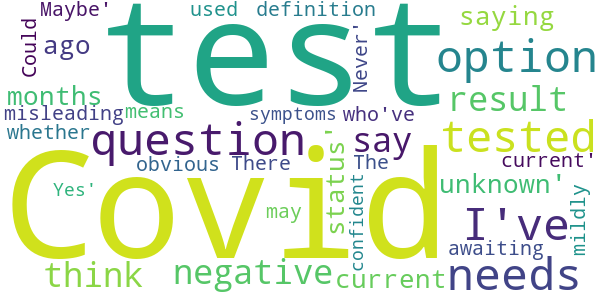 Maybe'
used definition
test
saying
Could
ago
Never'
option
months
result
misleading means
symptoms who've
tested
whether
question
say
current'
obvious There
The
Covid
status'
unknown'
Yes'
may
confident
I've
mildly
awaiting
think
negative
current
needs